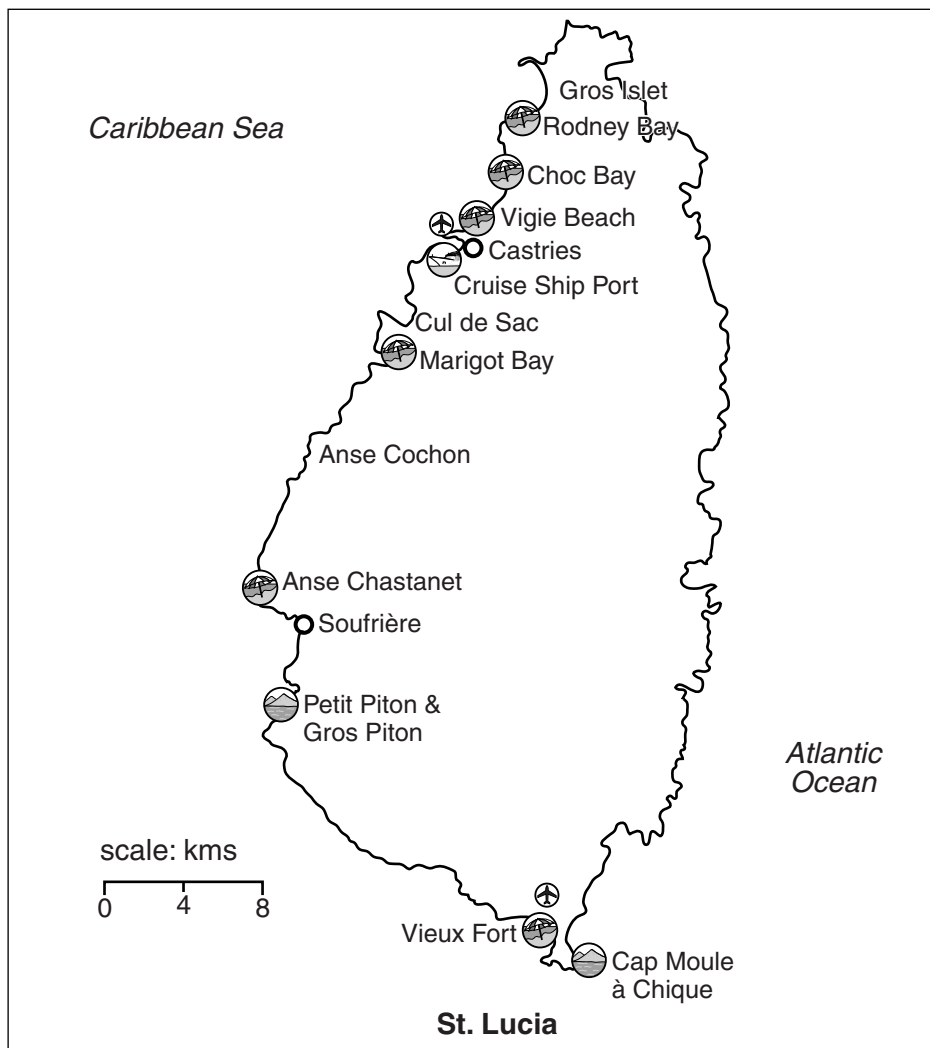 Gros Islet
Caribbean Sea
Rodney Bay
Choc Bay
Vigie Beach
Castries
Cruise Ship Port
Cul de Sac
Marigot Bay
Anse Cochon
Anse Chastanet
Soufrière
Petit Piton &
Gros Piton
Atlantic
Ocean
scale: kms
0 4 8
Vieux Fort
Cap Moule
à Chique
St. Lucia